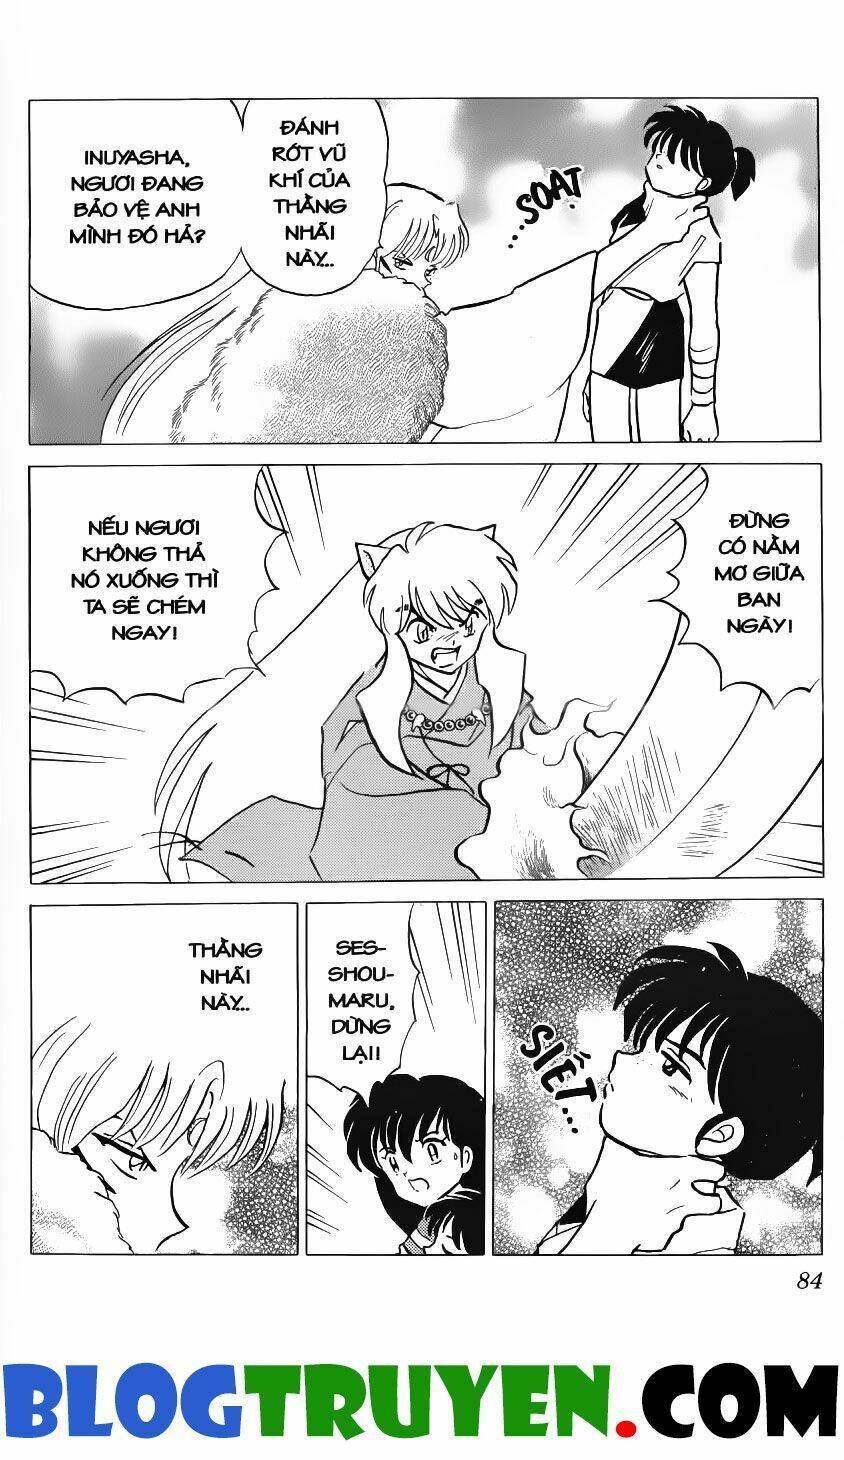 ĐÁNH
RỚT VŨ
KHÍ CỦA
THẰNG
NHÃI
NÀY...
INUYASHA,
NGƯƠI ĐANG
BẢO VỆ ANH
MÌNH ĐÓ HẢ?
...SOẠT
ĐỪNG
CÓ NẰM
MƠ GIỮA
BAN
NGÀY!
NẾU NGƯƠI
KHÔNG THẢ
NÓ XUỐNG THÌ
TA SẼ CHÉM
NGAY!
THẰNG
NHÃI
NÀY...
SES-
SHOU-
MARU,
DỪNG
LẠI!
SIẾT...
84
BLOGTRUYEN.COM